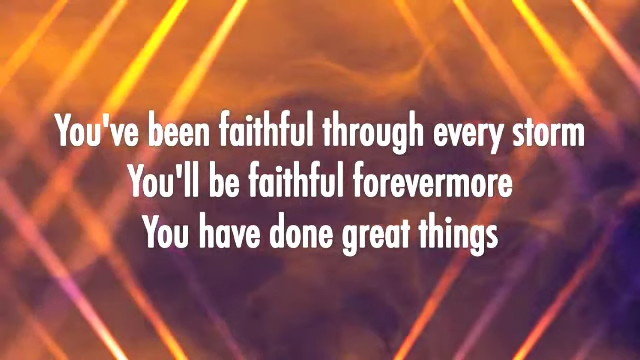 You've been faithful through every storm
You'll be faithful forevermore
You have done great things